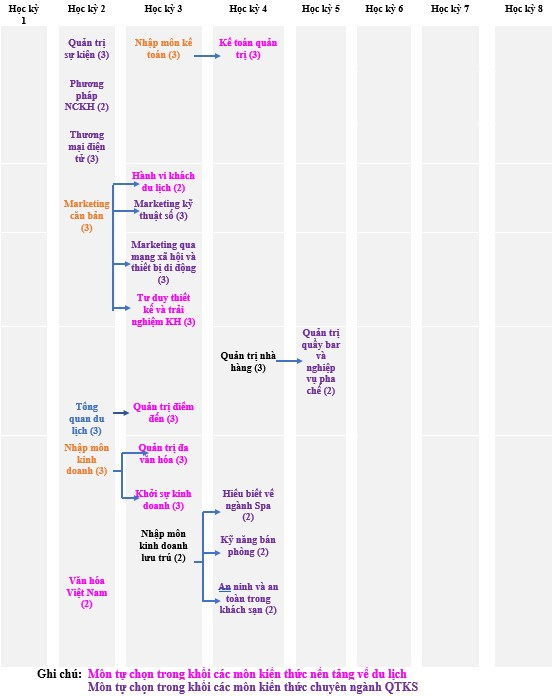 Học kỳ
1
Học kỳ 2
Học kỳ 3
Học kỳ 4
Học kỳ 5
Học kỳ 6
Học kỳ 7
Học kỳ 8
Quản trị
sự kiện (3)
Nhập môn kế
toán (3)
Kế toán quản
trị (3)
Phương
pháp
NCKH (2)
Thương
mại điện
tử (3)
Marketing
căn bản
(3)
Hành vi khách
du lịch (2)
Marketing kỹ
thuật số (3)
Marketing qua
mạng xã hội và
thiết bị di động
(3)
Tư duy thiết
kế và trải
nghiệm KH (3)
Quản trị nhà
hàng (3)
Quản trị
quầy bar
và
nghiệp
vụ pha
chế (2)
Tổng
quan du
lịch (3)
Quản trị điểm
đến (3)
Nhập môn
kinh
doanh (3)
Quản trị đa
văn hóa (3)
Khởi sự kinh
doanh (3)
Nhập môn
kinh doanh
lưu trú (2)
Hiểu biết về
ngành Spa
(2)
Kỹ năng bán
phòng (2)
An ninh và an
toàn trong
khách sạn (2)
Văn hóa
Việt Nam
(2)
Ghi chú: Môn tự chọn trong khối các môn kiến thức nền tảng về du lịch
Môn tự chọn trong khối các môn kiến thức chuyên ngành QTKS